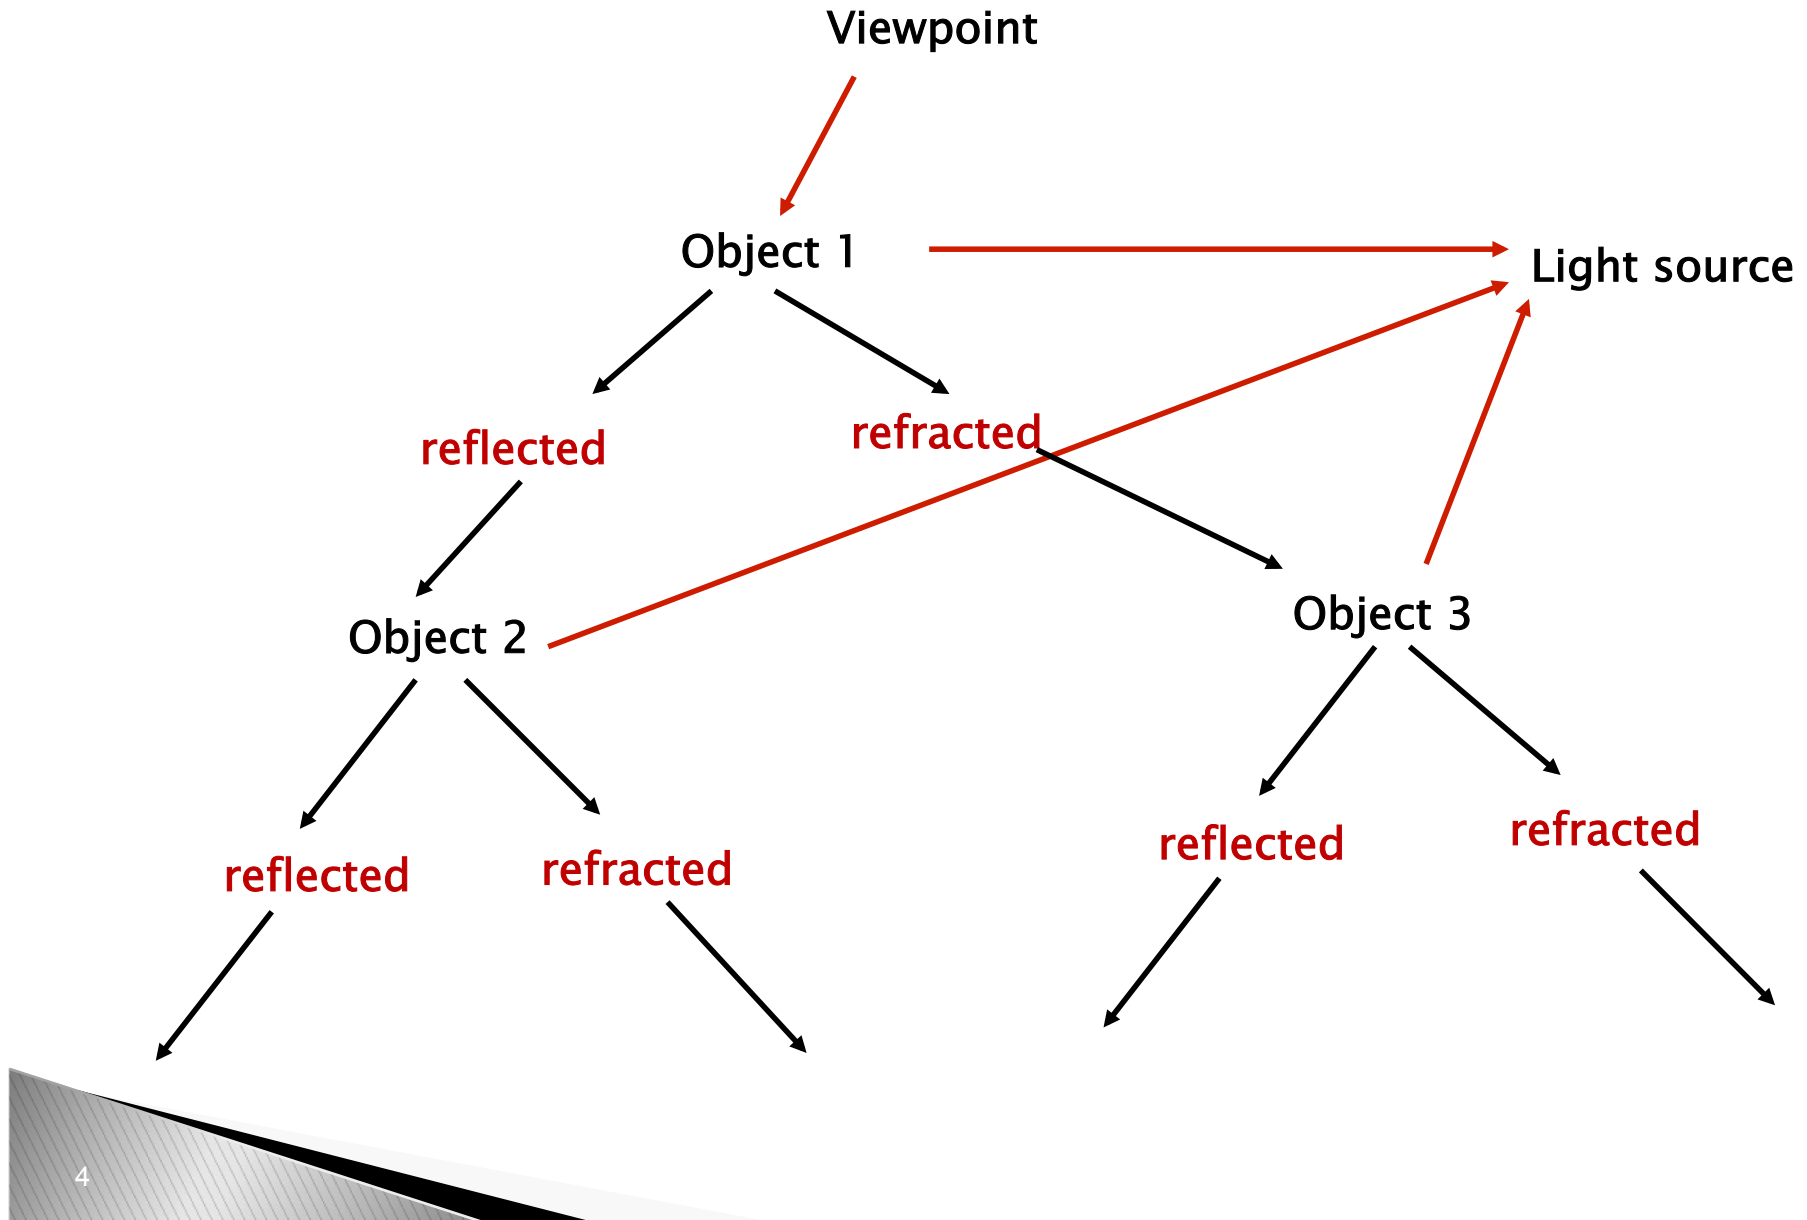 Viewpoint
Object 1
Light source
reflected
refracted
Object 2
Object 3
reflected
refracted
reflected
refracted
4